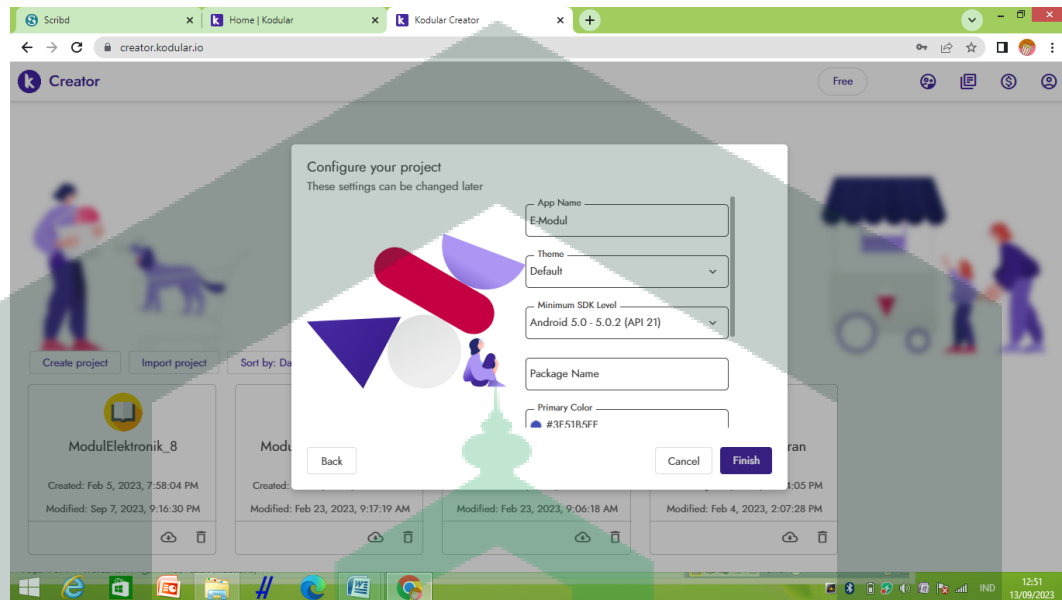 Scribd
Home | Kodular
Kodular Creator
creator.kodular.io
Creator
Free
Configure your project
These settings can be changed later
App Name
E-Modul
Theme
Default
Minimum SDK Level
Android 5.0 - 5.0.2 (API 21)
Package Name
Primary Color
#3F51B5FF
Back
Cancel
Finish
Create project
Import project
Sort by: Da
ModulElektronik_8
Modu
ran
Created: Feb 5, 2023, 7:58:04 PM
Created:
:05 PM
Modified: Sep 7, 2023, 9:16:30 PM
Modified: Feb 23, 2023, 9:17:19 AM
Modified: Feb 23, 2023, 9:06:18 AM
Modified: Feb 4, 2023, 2:07:28 PM
IND
12:51
13/09/2023